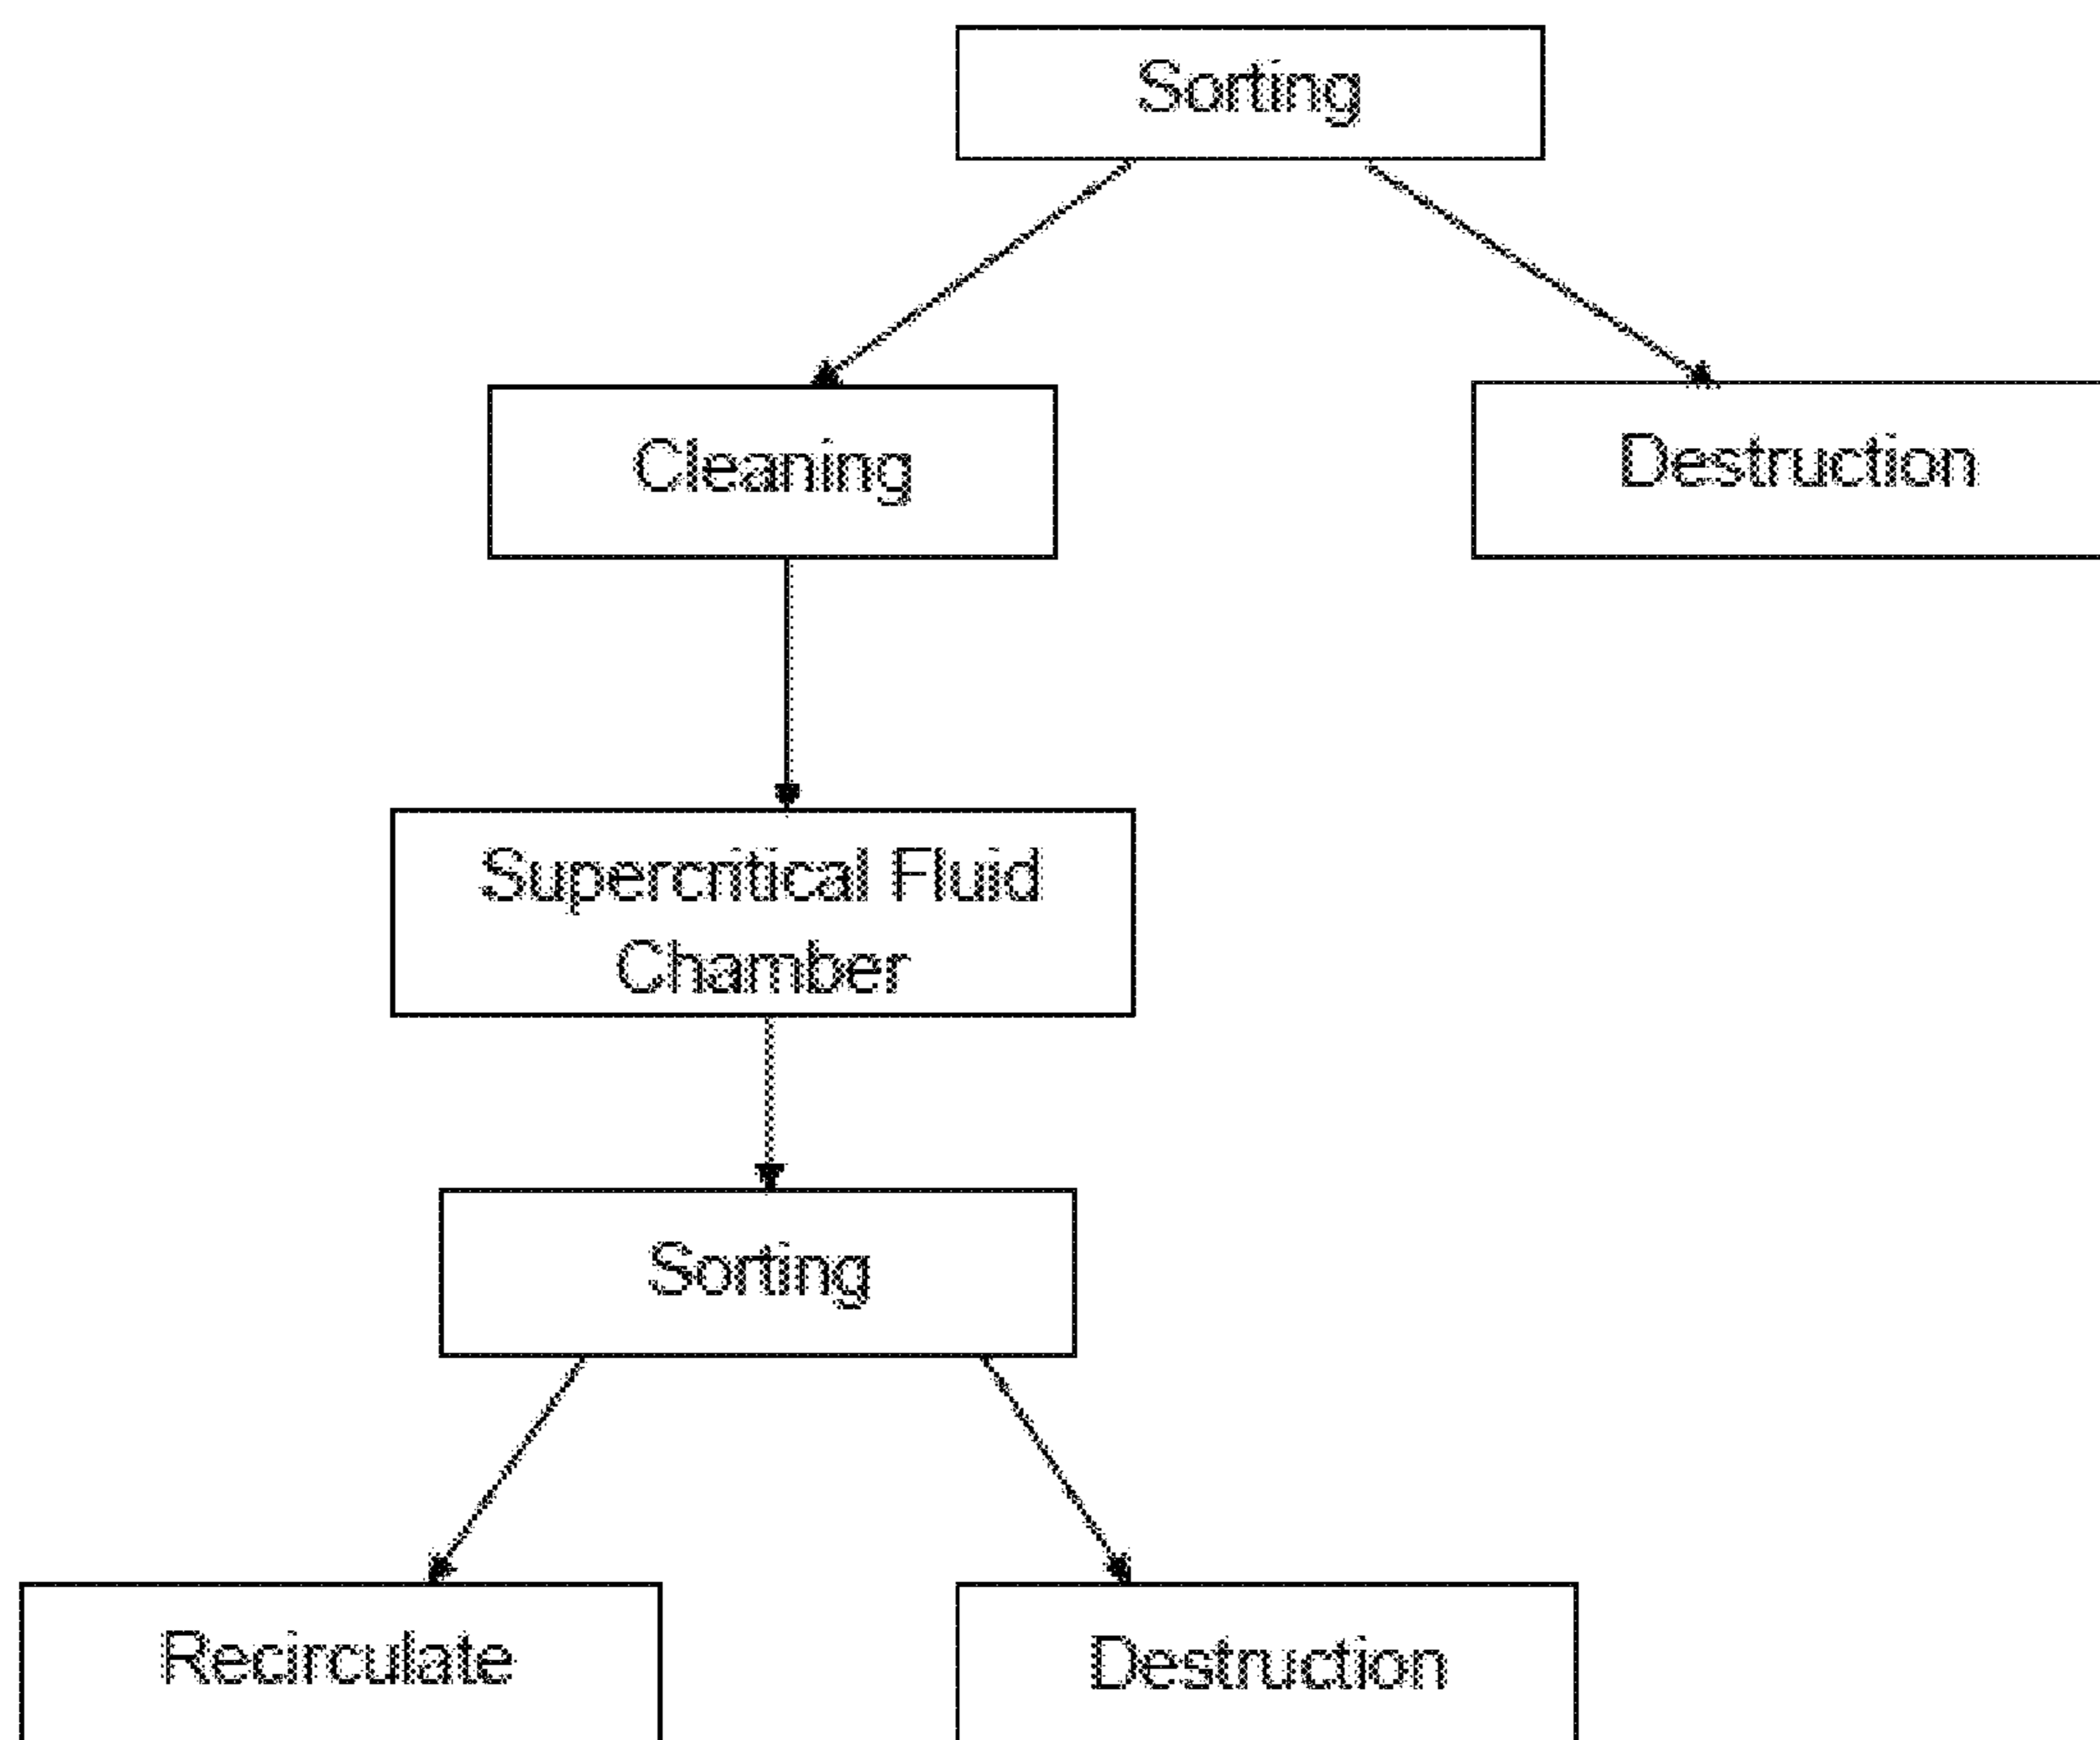 Sorting
Cleaning
Destruction
Supercritical Fluid
Chamber
Sorting
Recirculate
Destruction